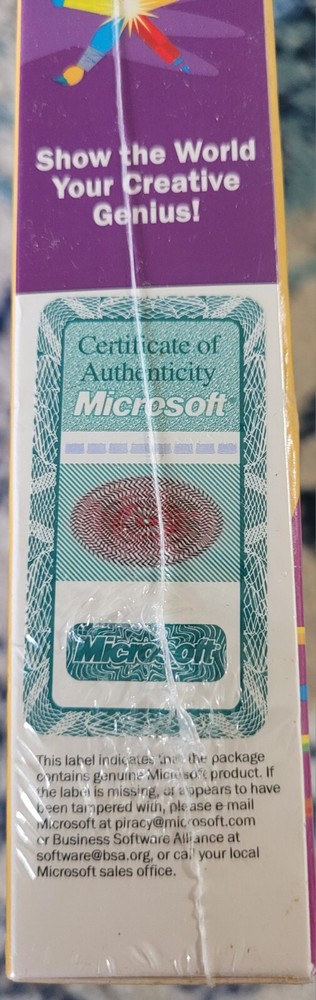 Show the World
Your Creative
Genius!
Certificate of
Authenticity
Microsoft
Microsoft
This label indicates that the package
contains genuine Microsoft product. If
the label is missing, or appears to have
been tampered with, please e-mail
Microsoft at piracy@microsoft.com
or Business Software Alliance at
software@bsa.org, or call your local
Microsoft sales office.